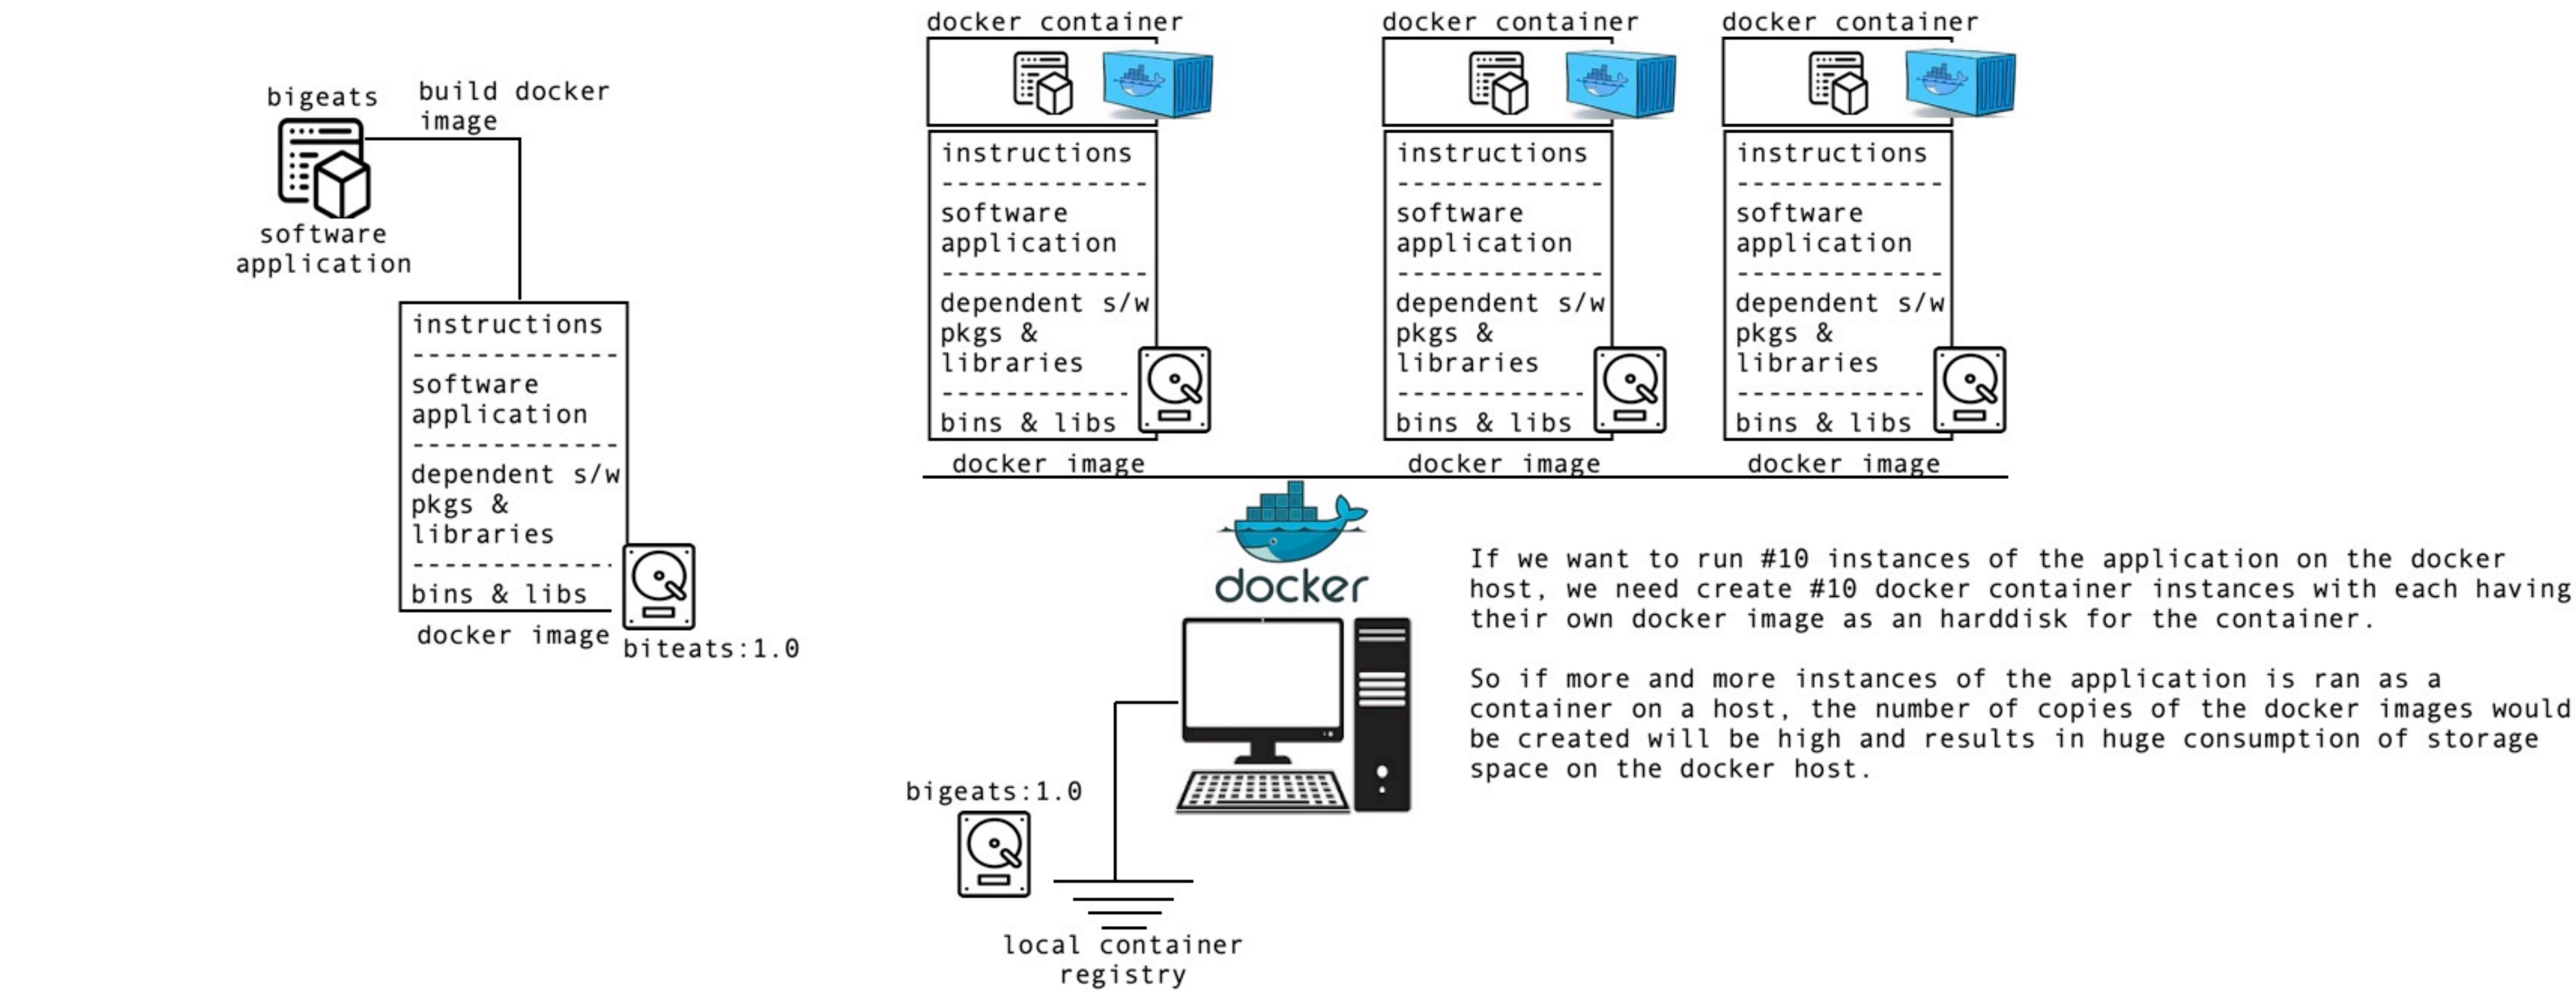 bigeats
build docker
image
software
application
instructions
-------------
software
application
-------------
dependent s/w
pkgs &
libraries
-------------
bins & libs
docker image
biteats:1.0
docker container
instructions
-------------
software
application
-------------
dependent s/w
pkgs &
libraries
------------
bins & libs
docker image
docker container
instructions
-------------
software
application
-------------
dependent s/w
pkgs &
libraries
------------
bins & libs
docker image
docker container
instructions
-------------
software
application
-------------
dependent s/w
pkgs &
libraries
------------
bins & libs
docker image
docker
If we want to run #10 instances of the application on the docker
host, we need create #10 docker container instances with each having
their own docker image as an harddisk for the container.
So if more and more instances of the application is ran as a
container on a host, the number of copies of the docker images would
be created will be high and results in huge consumption of storage
space on the docker host.
bigeats:1.0
local container
registry